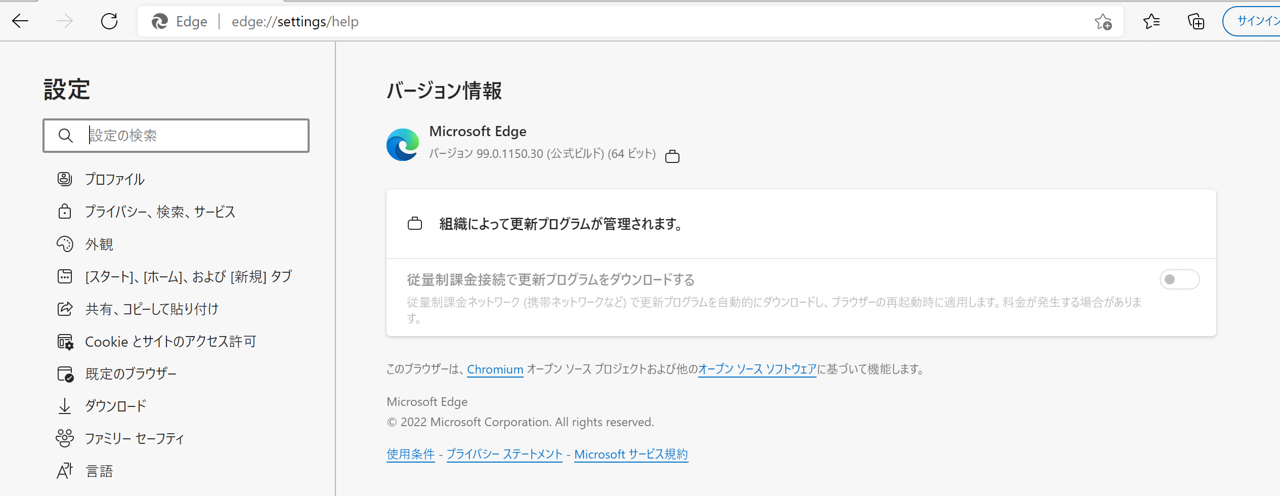 Edge | edge://settings/help
サインイン
設定
設定の検索
プロファイル
プライバシー、検索、サービス
外観
[スタート]、[ホーム]、および [新規] タブ
共有、コピーして貼り付け
Cookie とサイトのアクセス許可
既定のブラウザー
ダウンロード
ファミリー セーフティ
言語
バージョン情報
Microsoft Edge
バージョン 99.0.1150.30 (公式ビルド) (64 ビット)
組織によって更新プログラムが管理されます。
従量制課金接続で更新プログラムをダウンロードする
従量制課金ネットワーク (携帯ネットワークなど) で更新プログラムを自動的にダウンロードし、ブラウザーの再起動時に適用します。料金が発生する場合がありま
す。
このブラウザーは、Chromium オープン ソース プロジェクトおよび他のオープン ソース ソフトウェアに基づいて機能します。
Microsoft Edge
© 2022 Microsoft Corporation. All rights reserved.
使用条件 - プライバシー ステートメント - Microsoft サービス規約